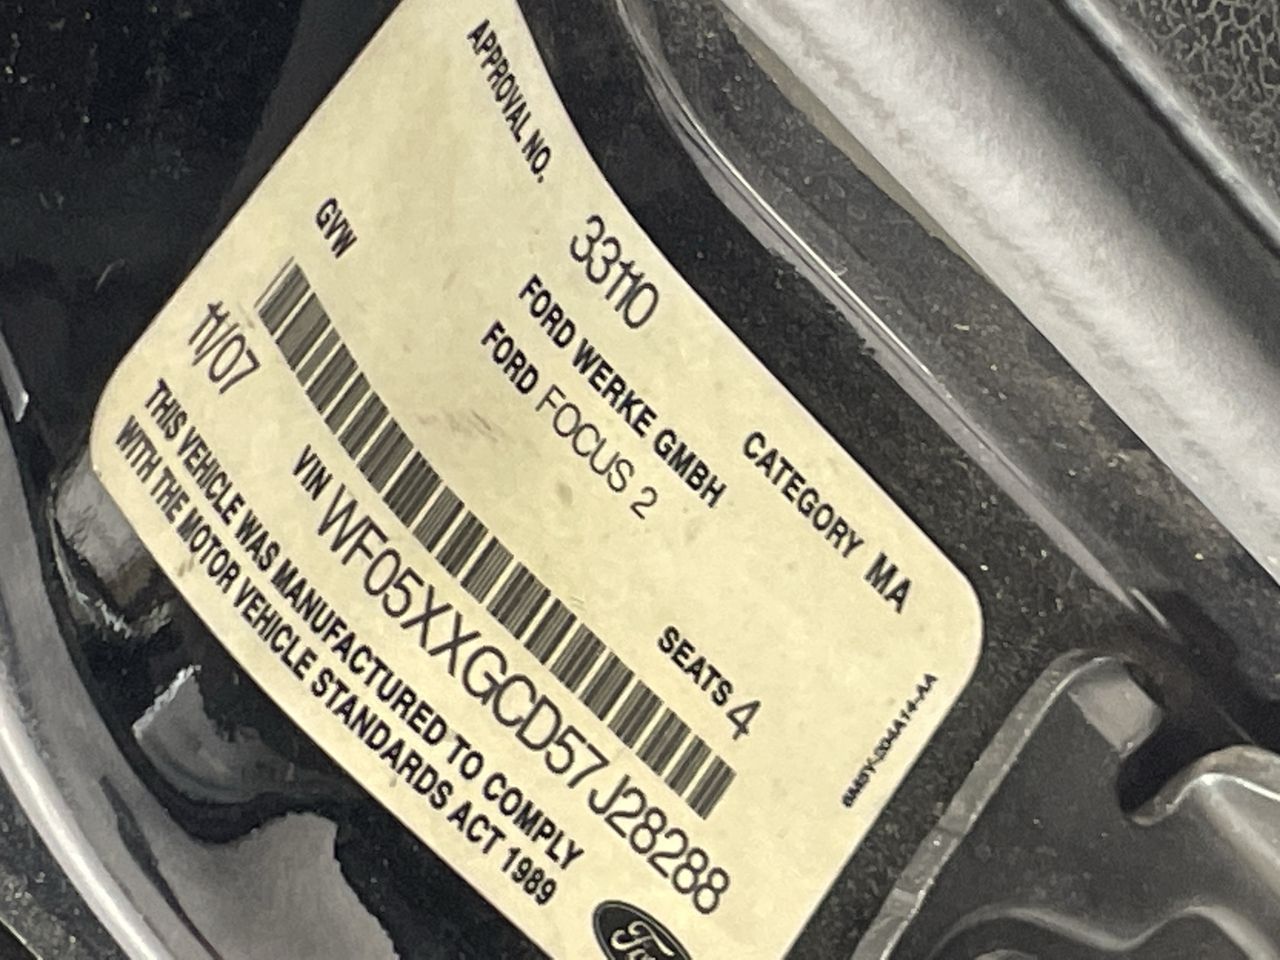 APPROVAL NO. 33110 CATEGORY MA
FORD WERKE GMBH
FORD FOCUS 2
GVW
SEATS 4
11/07
VIN WF05XXGCD57J28288
THIS VEHICLE WAS MANUFACTURED TO COMPLY
WITH THE MOTOR VEHICLE STANDARDS ACT 1989
Ford